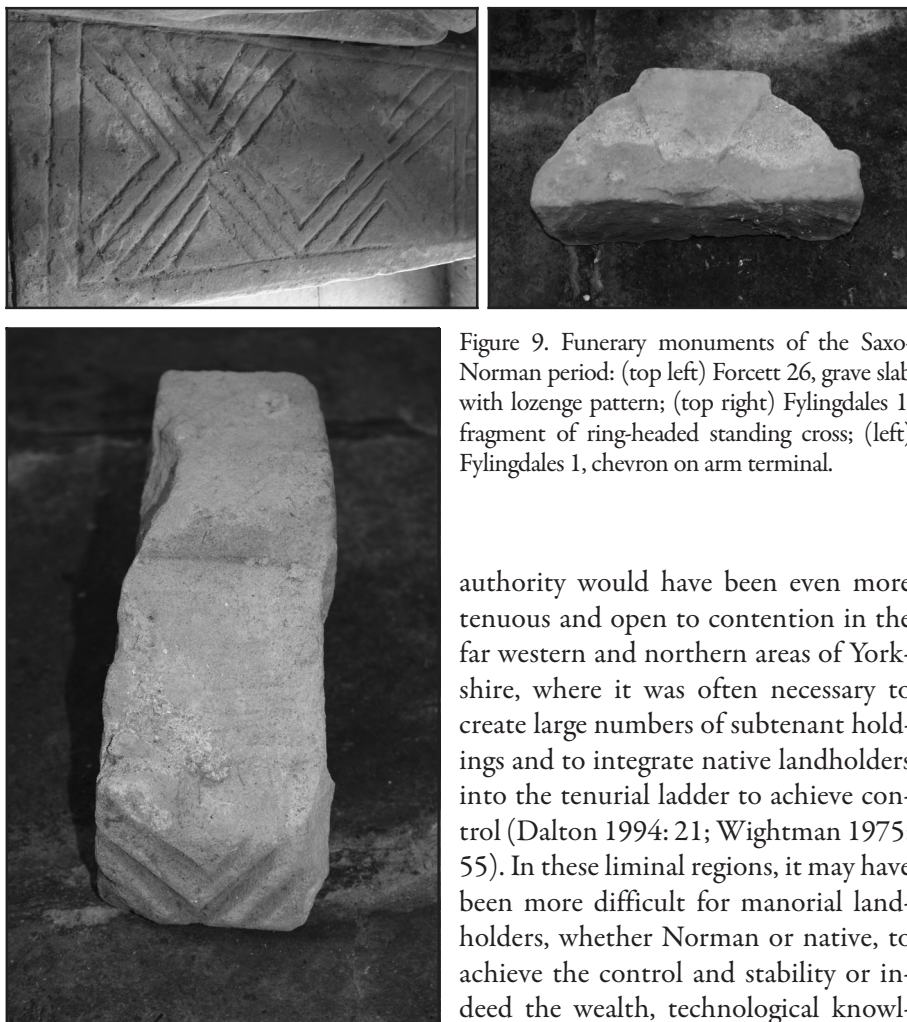 Figure 9. Funerary monuments of the Saxo-
Norman period: (top left) Forcett 26, grave slab
with lozenge pattern; (top right) Fylingdales 1,
fragment of ring-headed standing cross; (left)
Fylingdales 1, chevron on arm terminal.
authority would have been even more
tenuous and open to contention in the
far western and northern areas of York-
shire, where it was often necessary to
create large numbers of subtenant hold-
ings and to integrate native landholders
into the tenurial ladder to achieve con-
trol (Dalton 1994: 21; Wightman 1975:
55). In these liminal regions, it may have
been more difficult for manorial land-
holders, whether Norman or native, to
achieve the control and stability or in-
deed the wealth, technological knowl-